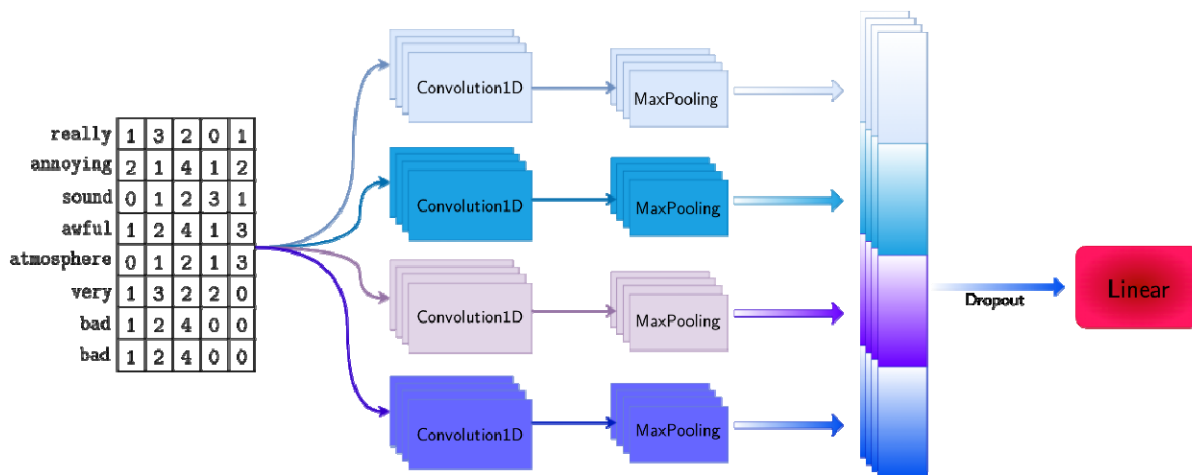 really 1 3 2 0 1
annoying 2 1 4 1 2
sound 0 1 2 3 1
awful 1 2 4 1 3
atmosphere 0 1 2 1 3
very 1 3 2 2 0
bad 1 2 4 0 0
bad 1 2 4 0 0
Convolution1D
MaxPooling
Convolution1D
MaxPooling
Convolution1D
MaxPooling
Convolution1D
MaxPooling
Dropout
Linear